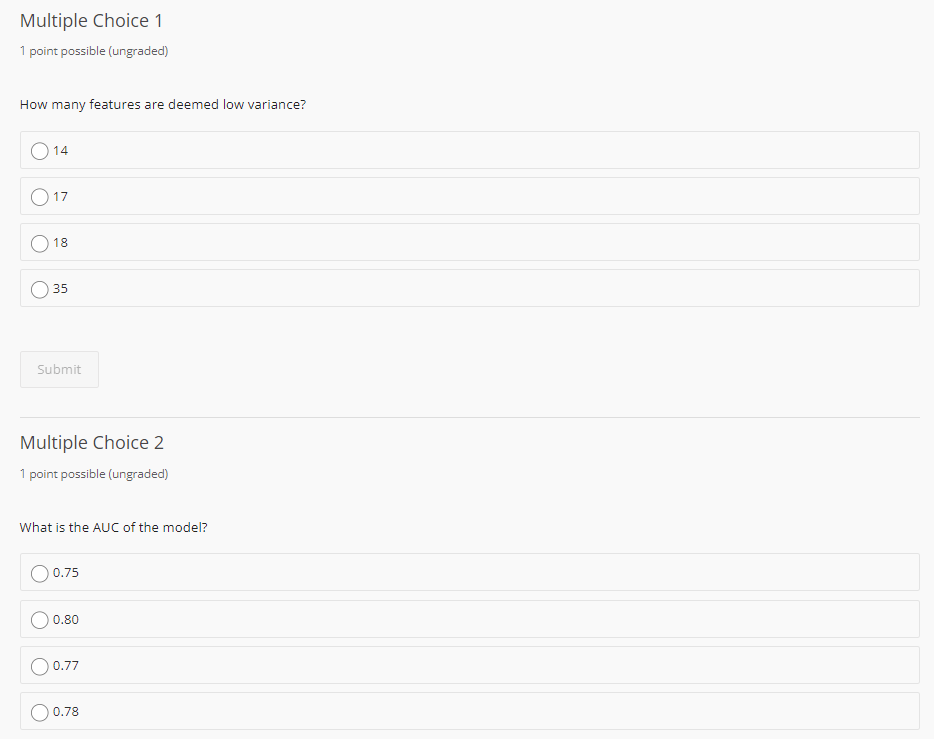 Multiple Choice 1
1 point possible (ungraded)
How many features are deemed low variance?
14
17
18
35
Submit
Multiple Choice 2
1 point possible (ungraded)
What is the AUC of the model?
0.75
0.80
0.77
0.78